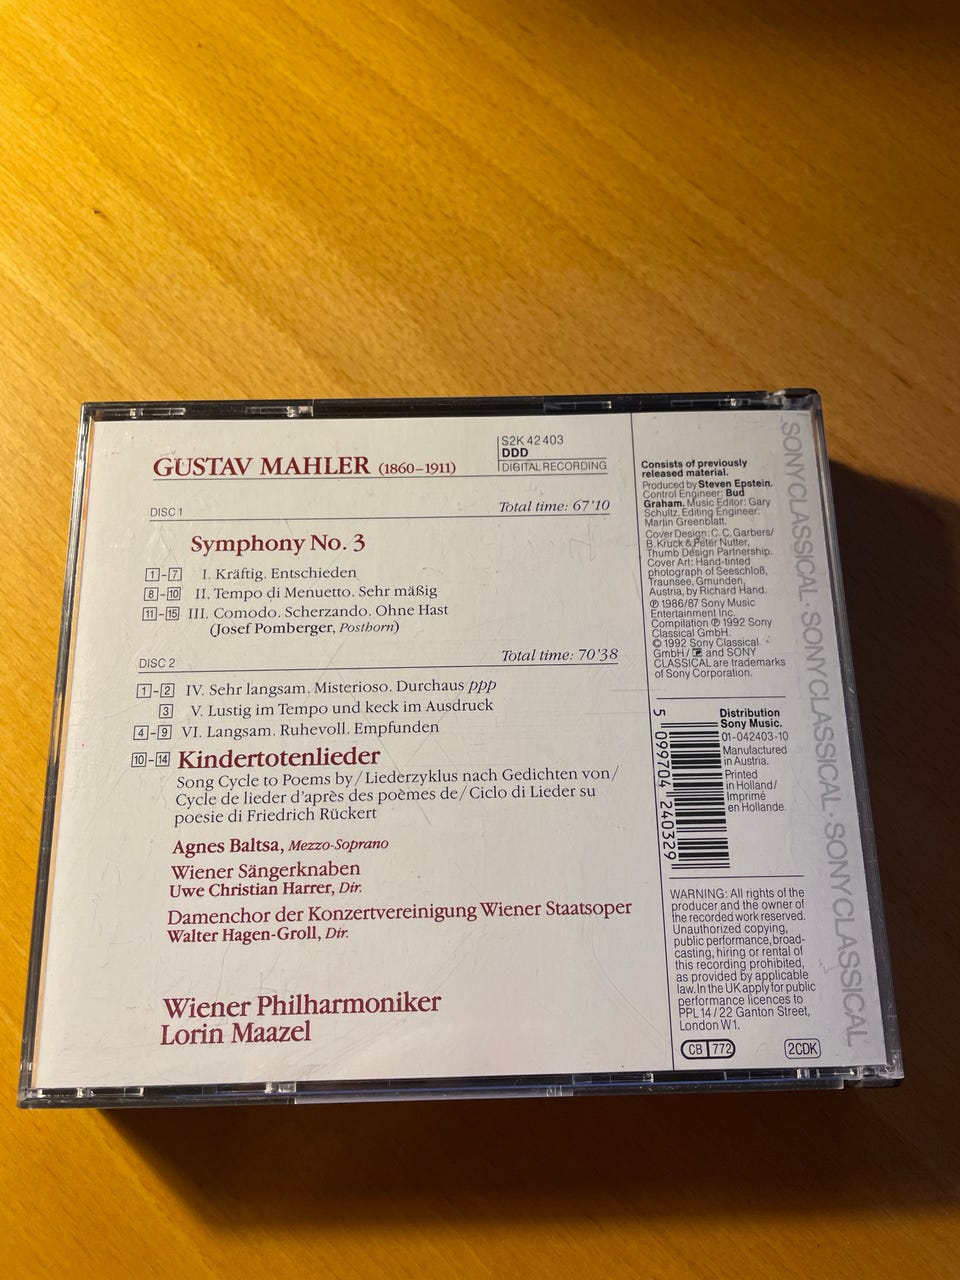 GUSTAV MAHLER (1860–1911)
S2K 42 403
DDD
DIGITAL RECORDING
DISC 1 Total time: 67'10
Symphony No. 3
1-7 I. Kräftig. Entschieden
8-10 II. Tempo di Menuetto. Sehr mäßig
11-15 III. Comodo. Scherzando. Ohne Hast
(Josef Pomberger, Posthorn)
DISC 2 Total time: 70'38
1-2 IV. Sehr langsam. Misterioso. Durchaus ppp
3 V. Lustig im Tempo und keck im Ausdruck
4-9 VI. Langsam. Ruhevoll. Empfunden
10-14 Kindertotenlieder
Song Cycle to Poems by/Liederzyklus nach Gedichten von/
Cycle de lieder d'après des poèmes de/Ciclo di Lieder su
poesie di Friedrich Rückert
Agnes Baltsa, Mezzo-Soprano
Wiener Sängerknaben
Uwe Christian Harrer, Dir.
Damenchor der Konzertvereinigung Wiener Staatsoper
Walter Hagen-Groll, Dir.
Wiener Philharmoniker
Lorin Maazel
Consists of previously
released material.
Produced by Steven Epstein.
Control Engineer: Bud
Graham. Music Editor: Gary
Schultz. Editing Engineer:
Martin Greenblatt.
Cover Design: C. C. Garbers/
B. Kruck & Peter Nutter,
Thumb Design Partnership.
Cover Art: Hand-tinted
photograph of Seeschloß,
Traunsee, Gmunden,
Austria, by Richard Hand.
℗ 1986/87 Sony Music
Entertainment Inc.
Compilation ℗ 1992 Sony
Classical GmbH.
© 1992 Sony Classical
GmbH/ and SONY
CLASSICAL are trademarks
of Sony Corporation.
5 099704 240329
Distribution
Sony Music.
01-042403-10
Manufactured
in Austria.
Printed
in Holland/
Imprimé
en Hollande.
WARNING: All rights of the
producer and the owner of
the recorded work reserved.
Unauthorized copying,
public performance, broad-
casting, hiring or rental of
this recording prohibited,
as provided by applicable
law. In the UK apply for public
performance licences to
PPL 14/22 Ganton Street,
London W1.
CB 772 2CDK
SONY CLASSICAL · SONY CLASSICAL · SONY CLASSICAL